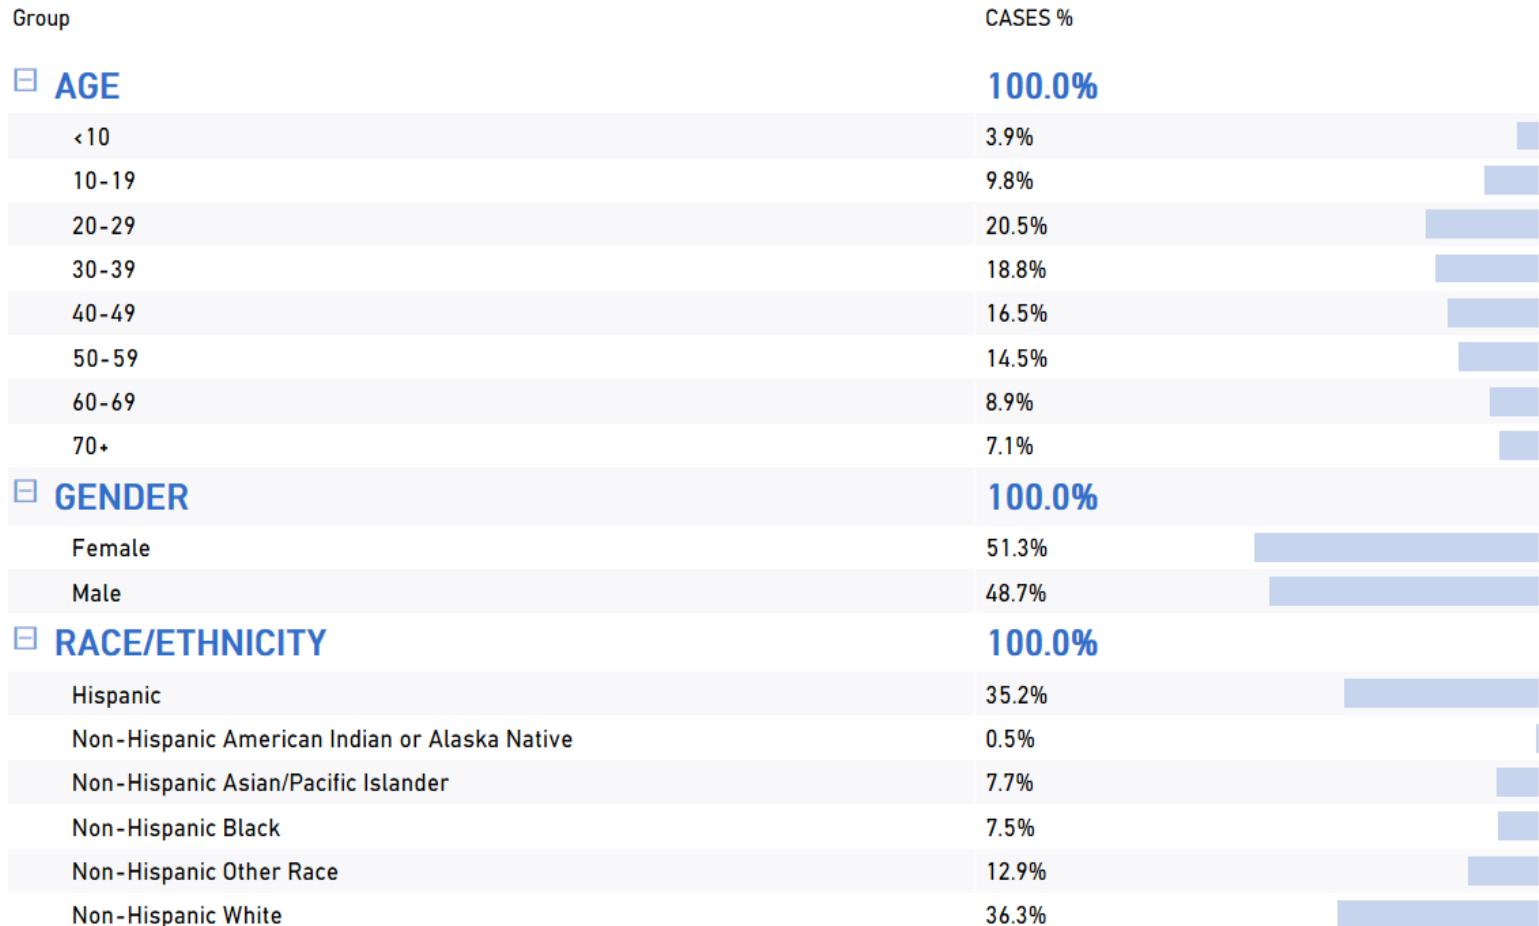 Group CASES %
AGE 100.0%
<10 3.9%
10-19 9.8%
20-29 20.5%
30-39 18.8%
40-49 16.5%
50-59 14.5%
60-69 8.9%
70+ 7.1%
GENDER 100.0%
Female 51.3%
Male 48.7%
RACE/ETHNICITY 100.0%
Hispanic 35.2%
Non-Hispanic American Indian or Alaska Native 0.5%
Non-Hispanic Asian/Pacific Islander 7.7%
Non-Hispanic Black 7.5%
Non-Hispanic Other Race 12.9%
Non-Hispanic White 36.3%